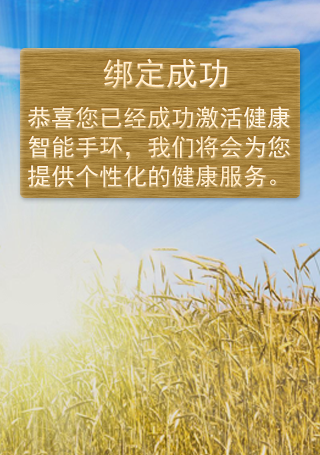 绑定成功
恭喜您已经成功激活健康
智能手环，我们将会为您
提供个性化的健康服务。